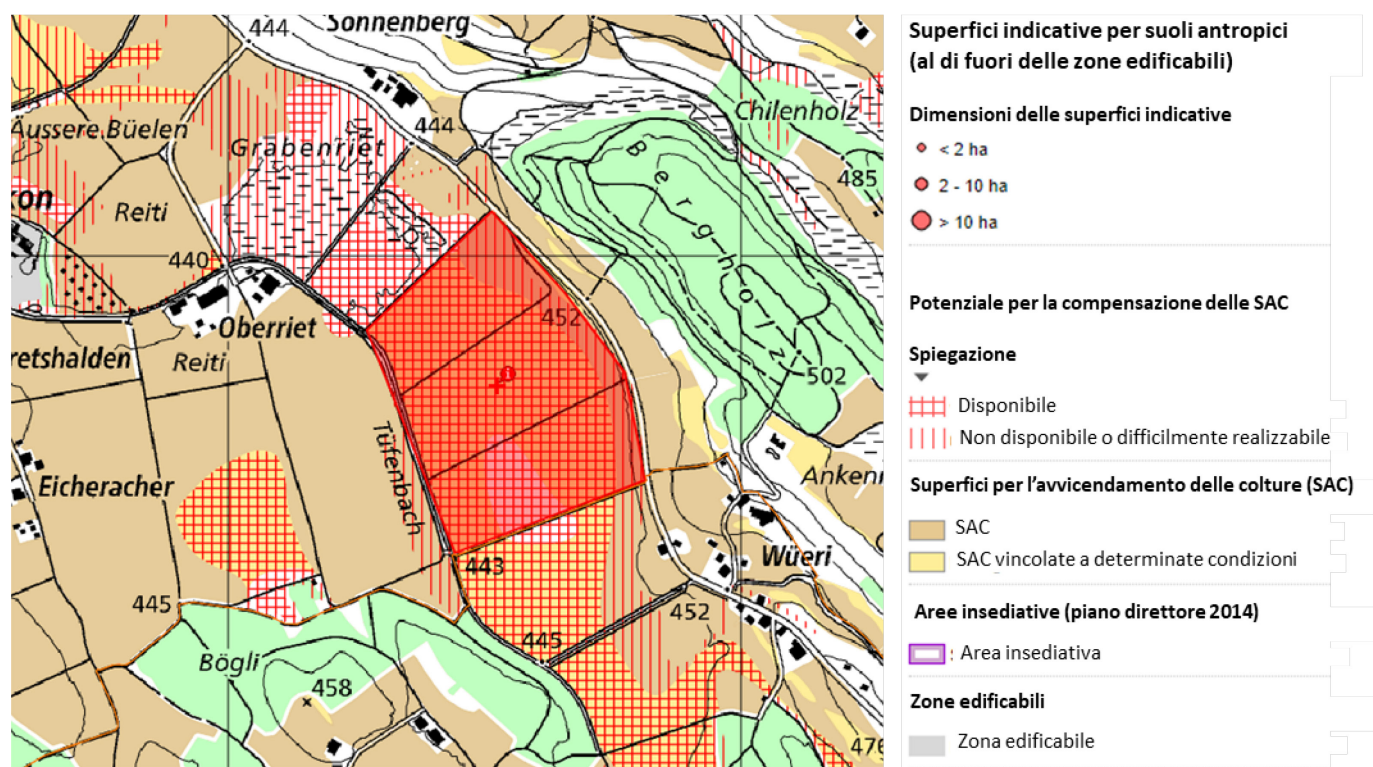 444
Sonnenberg
Äussere Büelen
Grabenriet
444
Chilenholz
485
Berghölz
kon
Reiti
440
452
Oberriet
retshalden
Reiti
502
Tüfenbach
Eicheracher
Ankenr
443
Wüeri
445
452
445
Bögli
458
476
Superfici indicative per suoli antropici
(al di fuori delle zone edificabili)
Dimensioni delle superfici indicative
< 2 ha
2 - 10 ha
> 10 ha
Potenziale per la compensazione delle SAC
Spiegazione
Disponibile
Non disponibile o difficilmente realizzabile
Superfici per l’avvicendamento delle colture (SAC)
SAC
SAC vincolate a determinate condizioni
Aree insediative (piano direttore 2014)
: Area insediativa
Zone edificabili
Zona edificabile